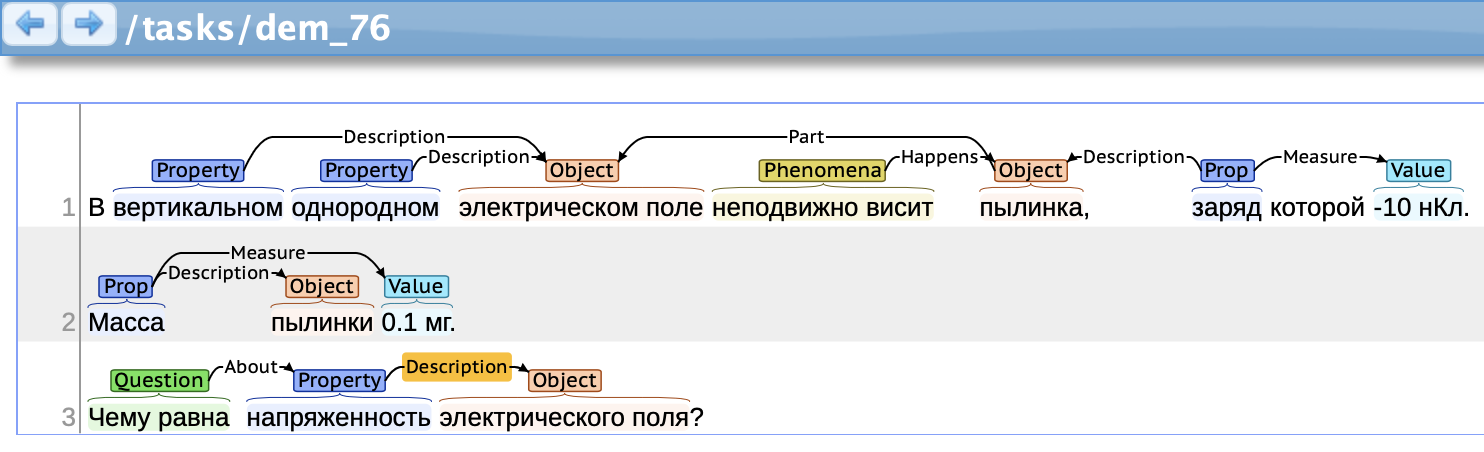 /tasks/dem_76
Description
Part
Property Property Description Object Phenomena Happens Object Description Prop Measure Value
1 В вертикальном однородном электрическом поле неподвижно висит пылинка, заряд которой -10 нКл.
Measure
Prop Description Object Value
2 Масса пылинки 0.1 мг.
Question About Property Description Object
3 Чему равна напряженность электрического поля?